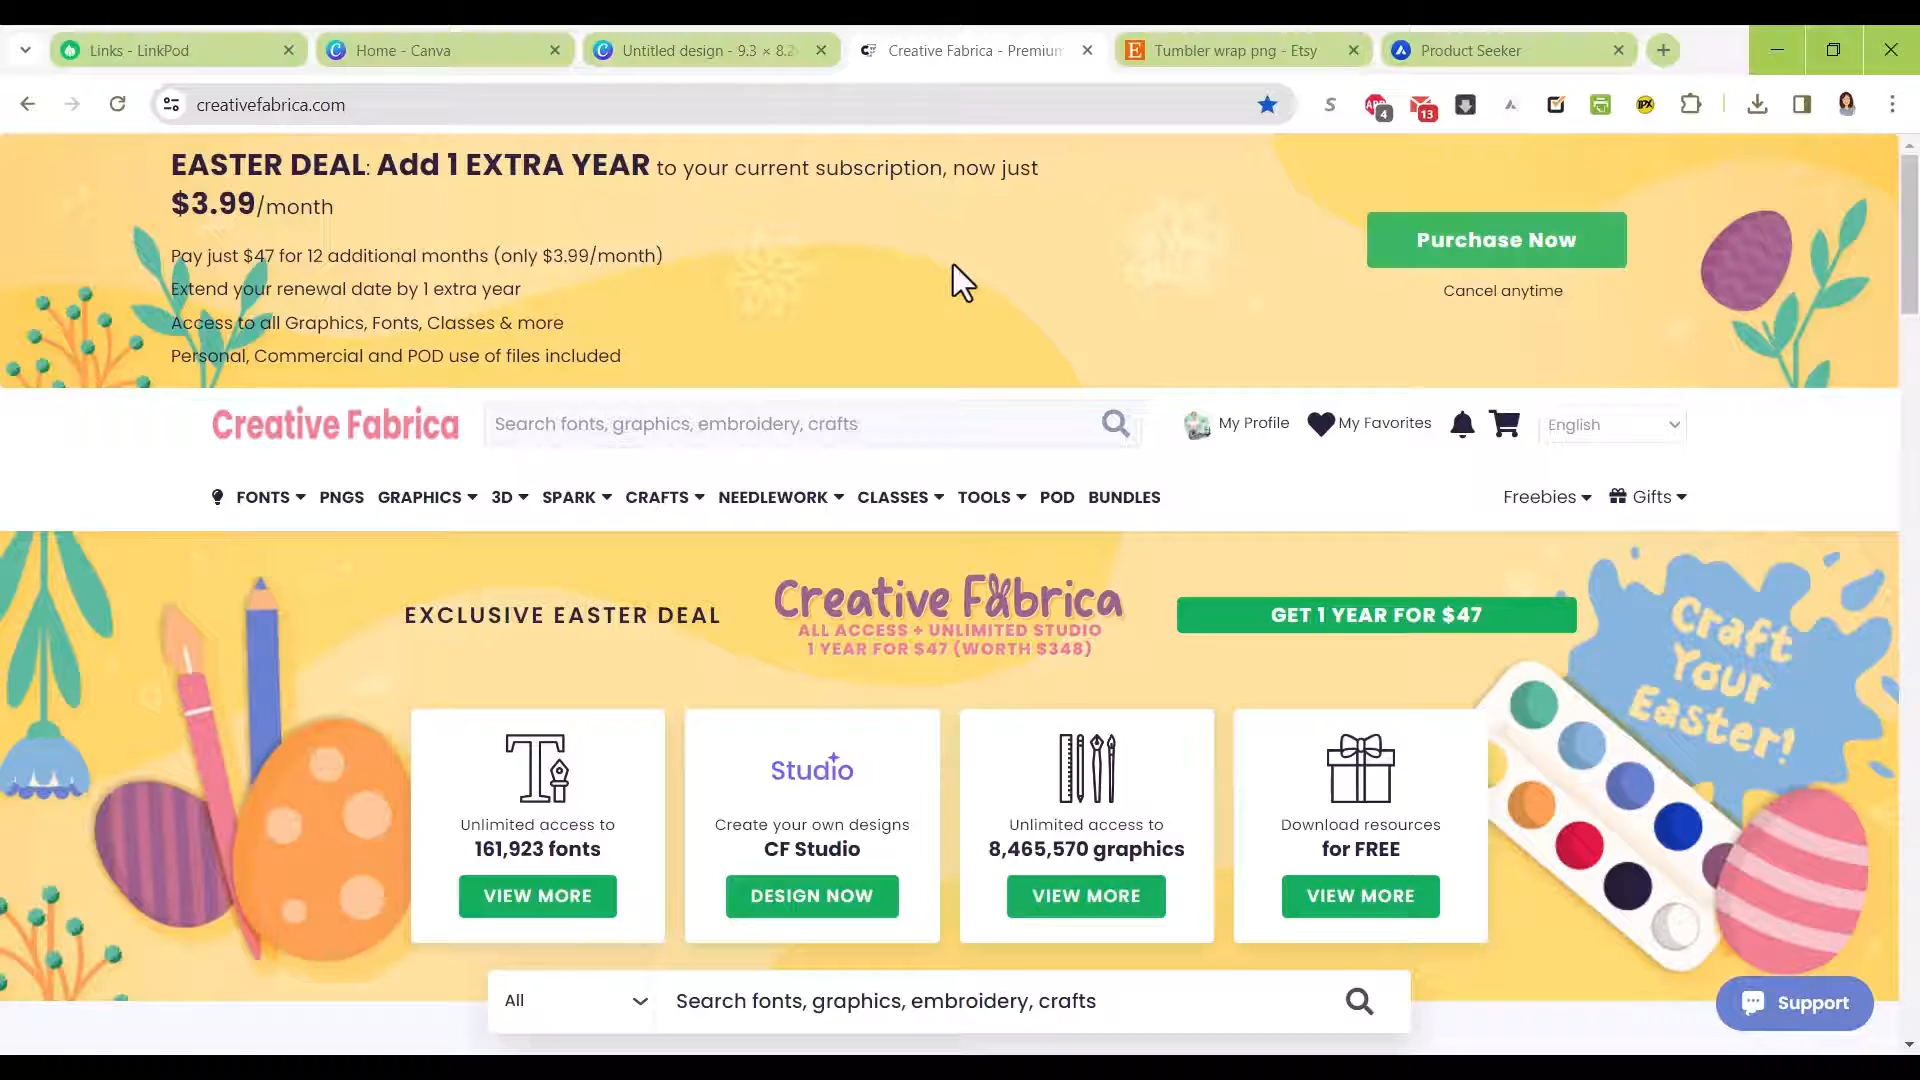 Links - LinkPod
Home - Canva
Untitled design - 9.3 × 8.2
Creative Fabrica - Premium
Tumbler wrap png - Etsy
Product Seeker
creativefabrica.com
4
13
EASTER DEAL: Add 1 EXTRA YEAR to your current subscription, now just
$3.99/month
Pay just $47 for 12 additional months (only $3.99/month)
Extend your renewal date by 1 extra year
Access to all Graphics, Fonts, Classes & more
Personal, Commercial and POD use of files included
Purchase Now
Cancel anytime
Creative Fabrica
Search fonts, graphics, embroidery, crafts
My Profile
My Favorites
English
FONTS PNGS GRAPHICS 3D SPARK CRAFTS NEEDLEWORK CLASSES TOOLS POD BUNDLES
Freebies
Gifts
EXCLUSIVE EASTER DEAL
Creative Fabrica
ALL ACCESS + UNLIMITED STUDIO
1 YEAR FOR $47 (WORTH $348)
GET 1 YEAR FOR $47
Craft
Your
Easter!
Unlimited access to
161,923 fonts
VIEW MORE
Studio
Create your own designs
CF Studio
DESIGN NOW
Unlimited access to
8,465,570 graphics
VIEW MORE
Download resources
for FREE
VIEW MORE
All
Search fonts, graphics, embroidery, crafts
Support